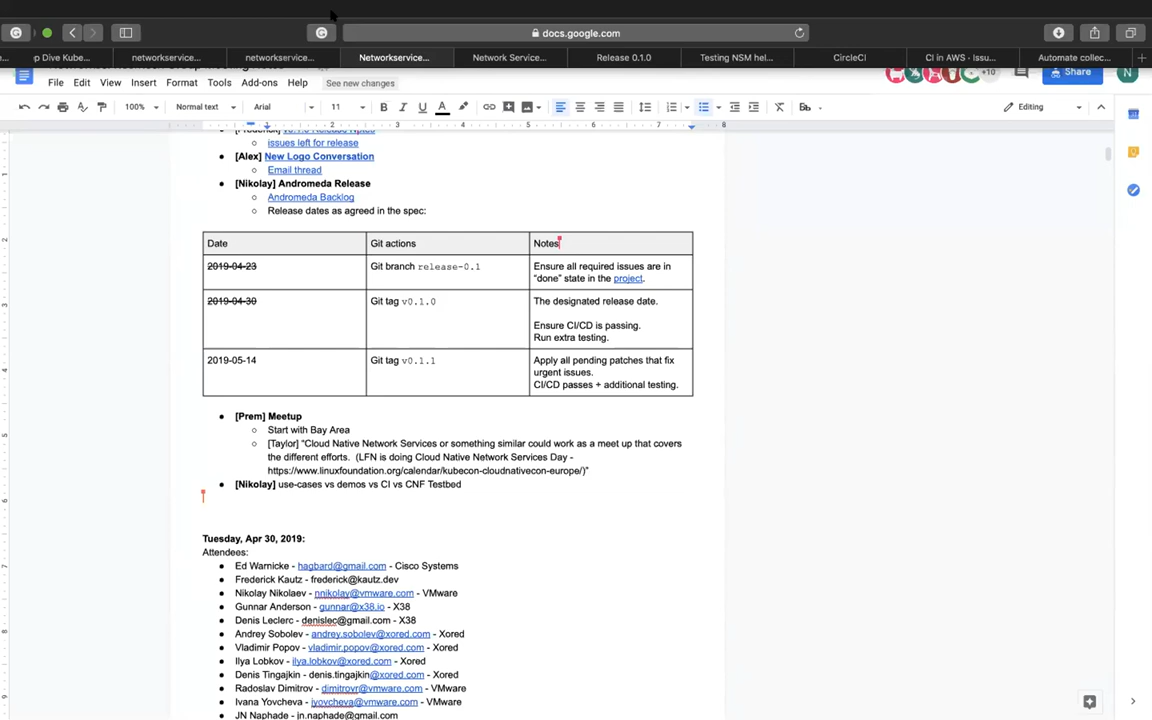 docs.google.com
op Dive Kube...
networkservice...
networkservice...
Networkservice...
Network Service...
Release 0.1.0
Testing NSM hel...
CircleCI
CI in AWS · Issu...
Automate collec...
File Edit View Insert Format Tools Add-ons Help See new changes
+10
Share
N
100% Normal text Arial 11 B I U A Editing
1 2 3 4 5 6 7 8
issues left for release
[Alex] New Logo Conversation
Email thread
[Nikolay] Andromeda Release
Andromeda Backlog
Release dates as agreed in the spec:
Date Git actions Notes
2019-04-23 Git branch release-0.1 Ensure all required issues are in
"done" state in the project.
2019-04-30 Git tag v0.1.0 The designated release date.
Ensure CI/CD is passing.
Run extra testing.
2019-05-14 Git tag v0.1.1 Apply all pending patches that fix
urgent issues.
CI/CD passes + additional testing.
[Prem] Meetup
Start with Bay Area
[Taylor] "Cloud Native Network Services or something similar could work as a meet up that covers
the different efforts. (LFN is doing Cloud Native Network Services Day -
https://www.linuxfoundation.org/calendar/kubecon-cloudnativecon-europe/)"
[Nikolay] use-cases vs demos vs CI vs CNF Testbed
Tuesday, Apr 30, 2019:
Attendees:
Ed Warnicke - hagbard@gmail.com - Cisco Systems
Frederick Kautz - frederick@kautz.dev
Nikolay Nikolaev - nnikolay@vmware.com - VMware
Gunnar Anderson - gunnar@x38.io - X38
Denis Leclerc - denislec@gmail.com - X38
Andrey Sobolev - andrey.sobolev@xored.com - Xored
Vladimir Popov - vladimir.popov@xored.com - Xored
Ilya Lobkov - ilya.lobkov@xored.com - Xored
Denis Tingajkin - denis.tingajkin@xored.com - Xored
Radoslav Dimitrov - dimitrovr@vmware.com - VMware
Ivana Yovcheva - iyovcheva@vmware.com - VMware
JN Naphade - jn.naphade@gmail.com